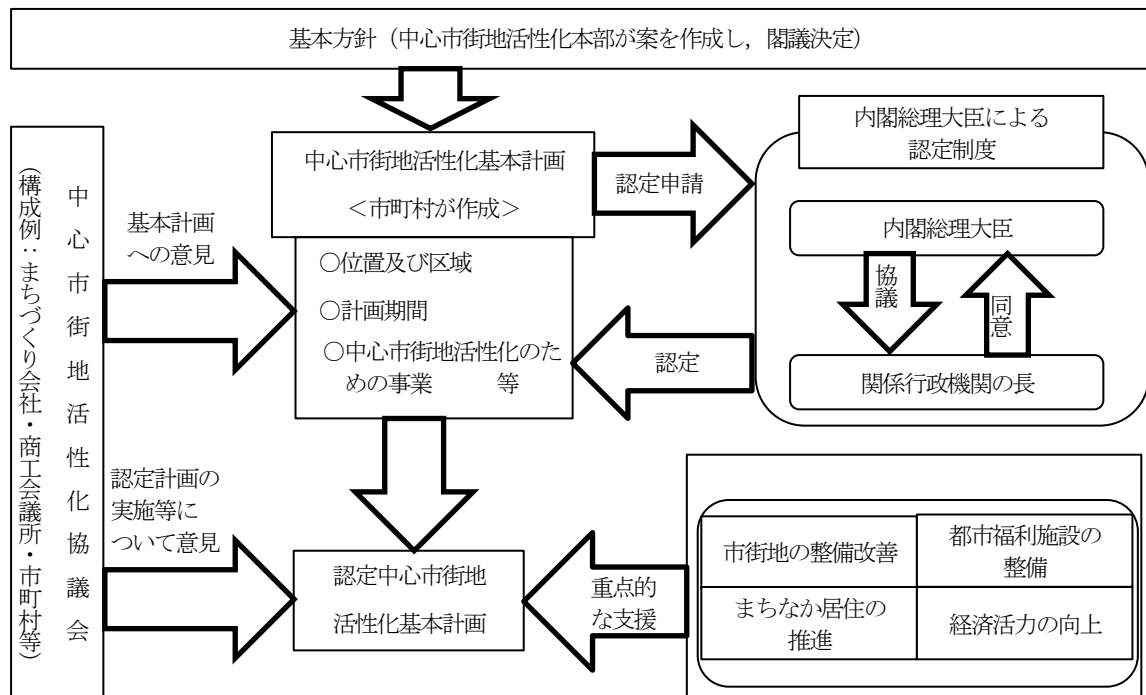 基本方針（中心市街地活性化本部が案を作成し，閣議決定）
中心市街地活性化協議会
（構成例：まちづくり会社・商工会議所・市町村等）
基本計画
への意見
認定計画の
実施等に
ついて意見
中心市街地活性化基本計画
＜市町村が作成＞
○位置及び区域
○計画期間
○中心市街地活性化のた
めの事業　　　等
認定申請
認定
内閣総理大臣による
認定制度
内閣総理大臣
協議
同意
関係行政機関の長
認定中心市街地
活性化基本計画
重点的
な支援
市街地の整備改善
都市福利施設の
整備
まちなか居住の
推進
経済活力の向上